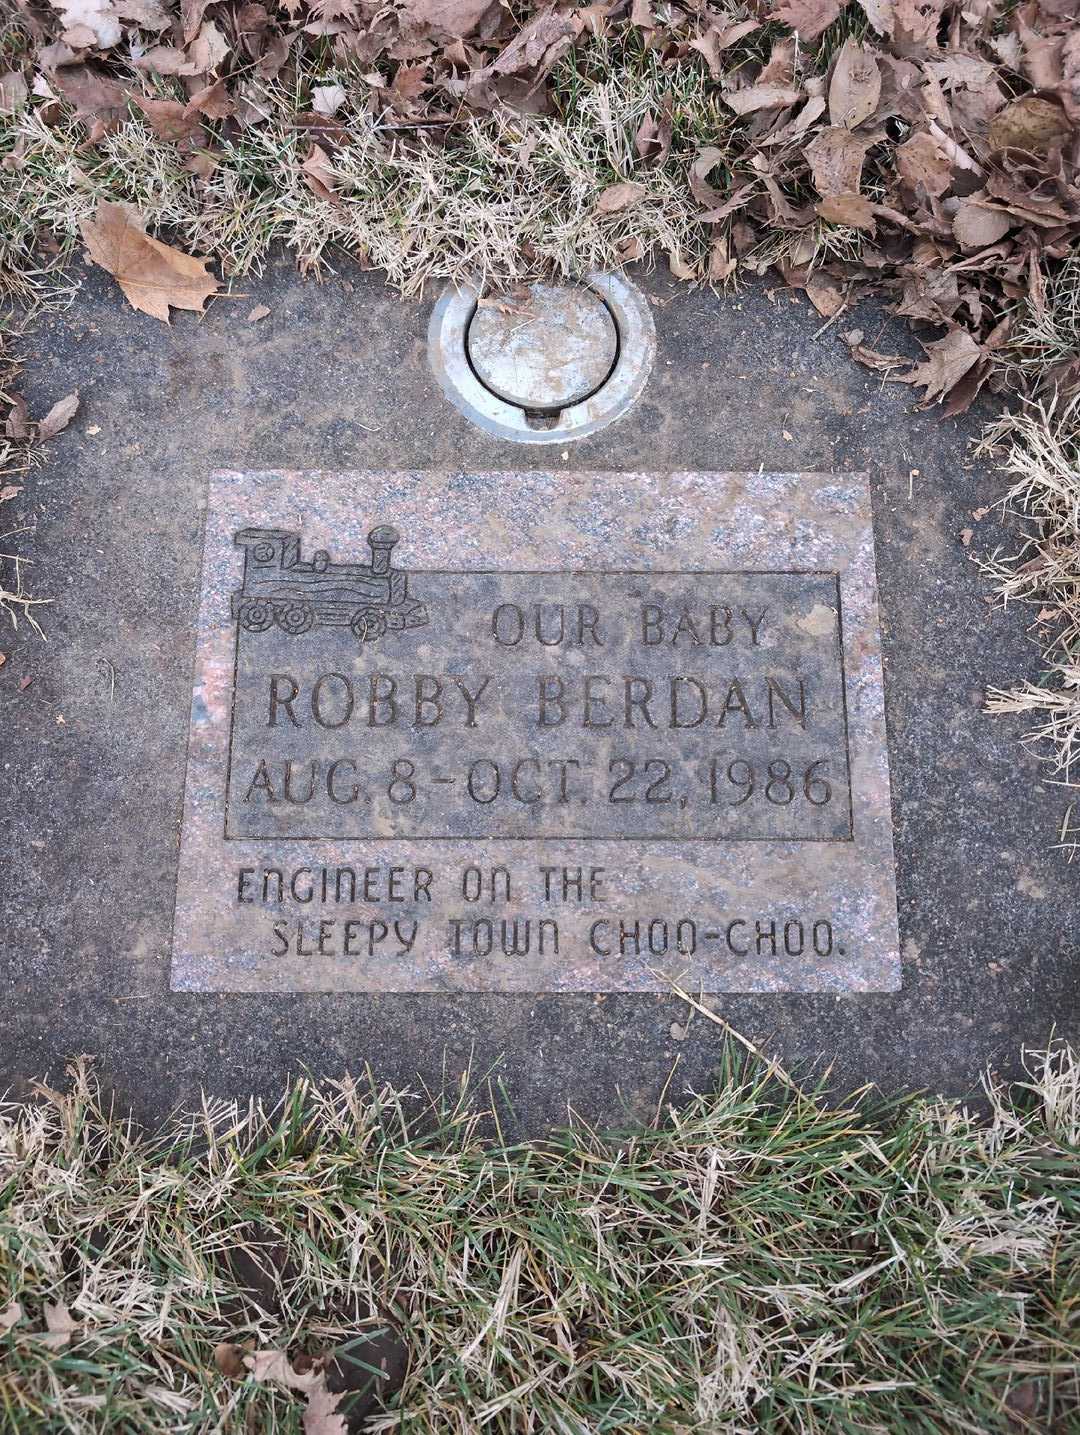 OUR BABY
ROBBY BERDAN
AUG. 8 - OCT. 22, 1986
ENGINEER ON THE
SLEEPY TOWN CHOO-CHOO.